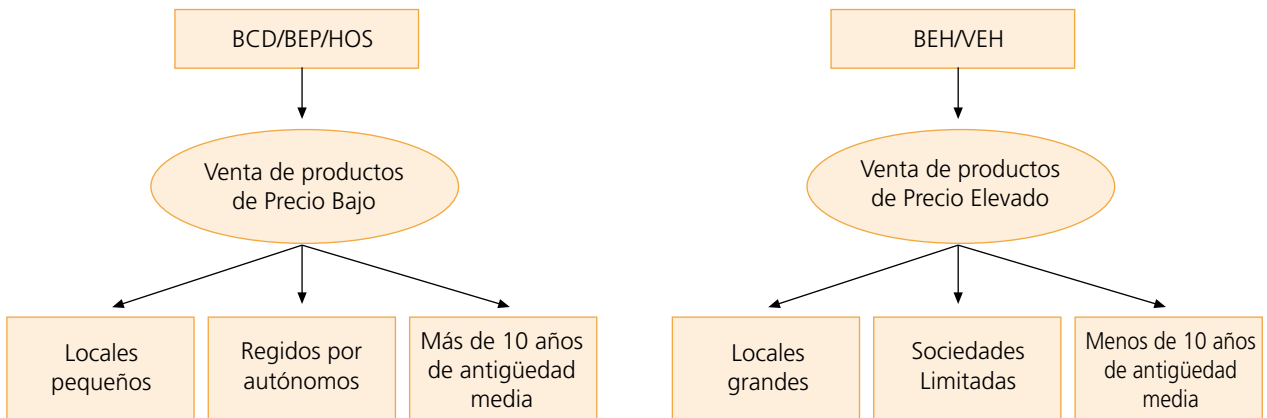 BCD/BEP/HOS
Venta de productos
de Precio Bajo
Locales
pequeños
Regidos por
autónomos
Más de 10 años
de antigüedad
media
BEH/VEH
Venta de productos
de Precio Elevado
Locales
grandes
Sociedades
Limitadas
Menos de 10 años
de antigüedad
media